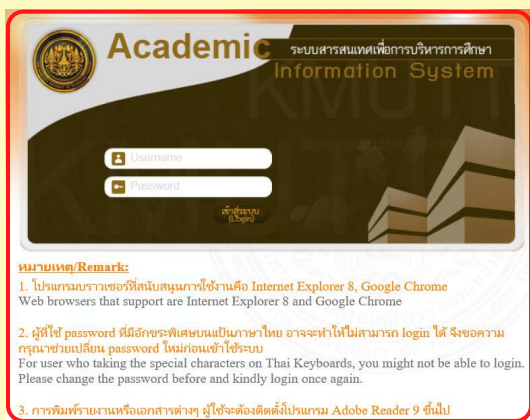 Academic
ระบบสารสนเทศเพื่อการบริหารการศึกษา
Information System
KMUTT
Username
Password
เข้าสู่ระบบ
(Login)
หมายเหตุ/Remark:
1. โปรแกรมบราวเซอร์ที่สนับสนุนการใช้งานคือ Internet Explorer 8, Google Chrome
Web browsers that support are Internet Explorer 8 and Google Chrome
2. ผู้ที่ใช้ password ที่มีอักขระพิเศษบนแป้นภาษาไทย อาจจะทำให้ไม่สามารถ login ได้ จึงขอความ
กรุณาช่วยเปลี่ยน password ใหม่ก่อนเข้าใช้ระบบ
For user who taking the special characters on Thai Keyboards, you might not be able to login.
Please change the password before and kindly login once again.
3. การพิมพ์รายงานหรือเอกสารต่างๆ ผู้ใช้จะต้องติดตั้งโปรแกรม Adobe Reader 9 ขึ้นไป